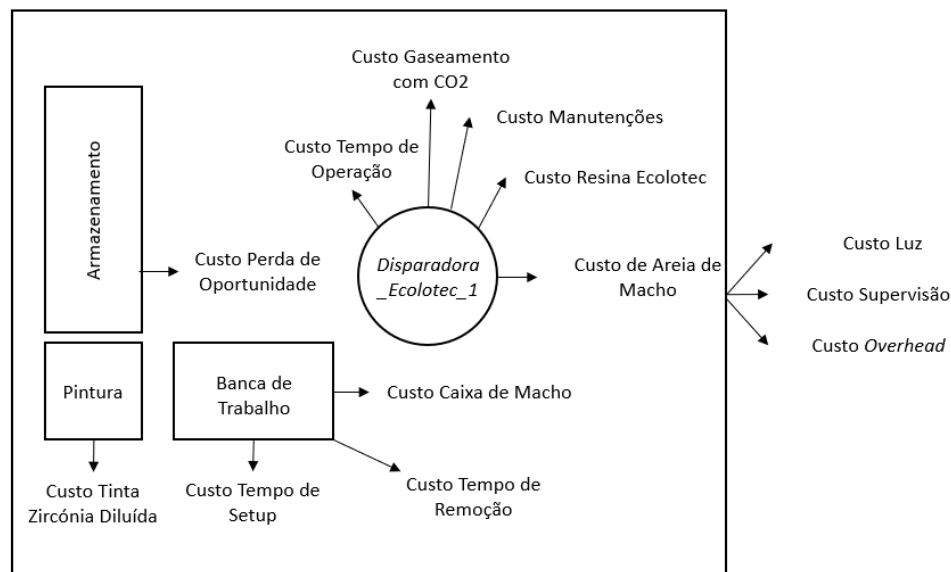 Custo Gaseamento
com CO2
Custo Manutenções
Custo Tempo de
Operação
Custo Resina Ecolotec
Armazenamento
Custo Perda de
Oportunidade
Disparadora
_Ecolotec_1
Custo de Areia de
Macho
Custo Luz
Custo Supervisão
Custo Overhead
Pintura
Banca de
Trabalho
Custo Caixa de Macho
Custo Tinta
Zircónia Diluída
Custo Tempo de
Setup
Custo Tempo de
Remoção